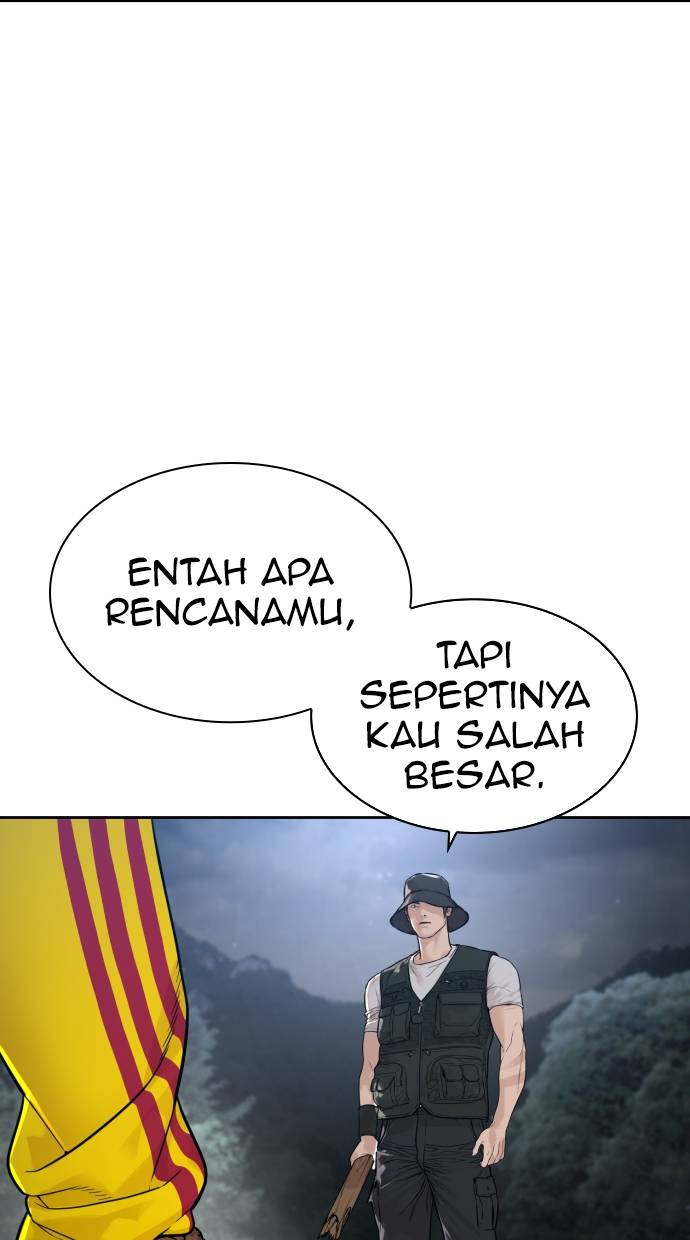 ENTAH APA
RENCANAMU,
TAPI
SEPERTINYA
KAU SALAH
BESAR.